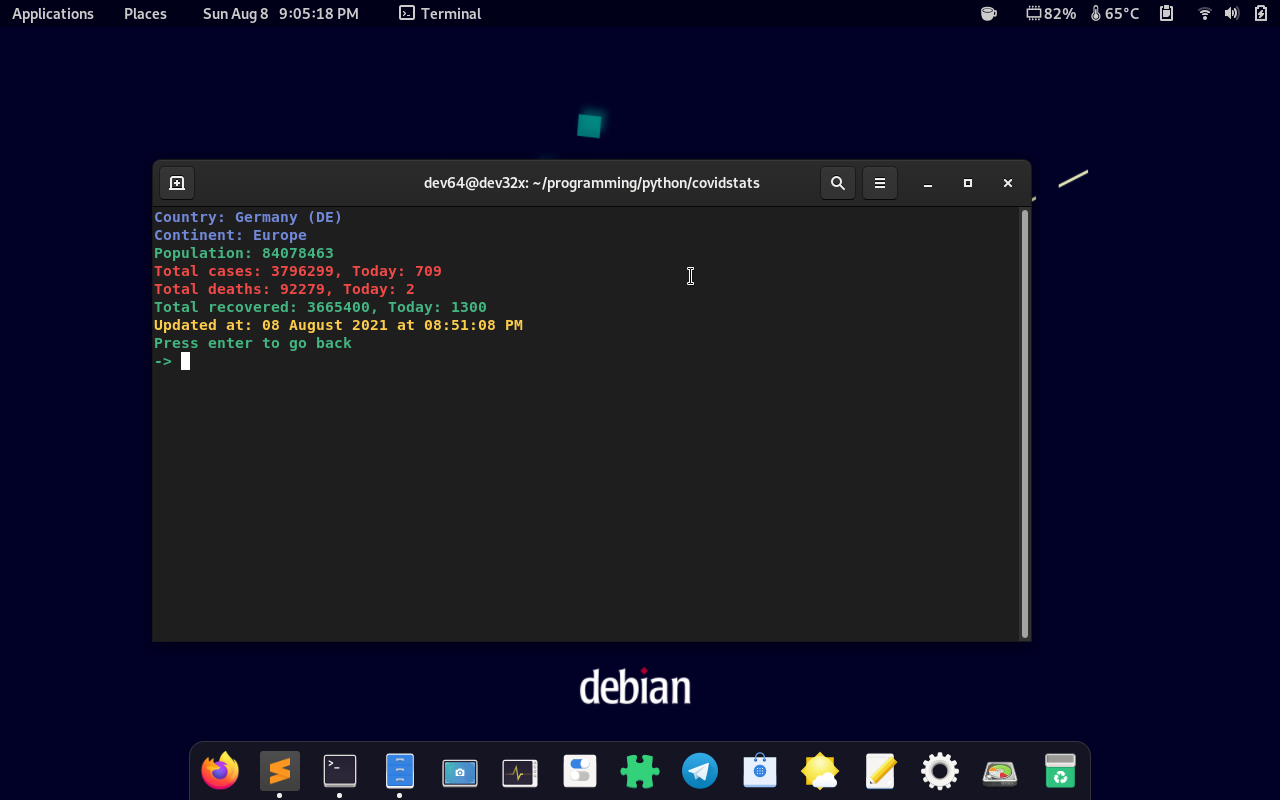 Applications Places Sun Aug 8 9:05:18 PM Terminal 82% 65°C
dev64@dev32x: ~/programming/python/covidstats
Country: Germany (DE)
Continent: Europe
Population: 84078463
Total cases: 3796299, Today: 709
Total deaths: 92279, Today: 2
Total recovered: 3665400, Today: 1300
Updated at: 08 August 2021 at 08:51:08 PM
Press enter to go back
->
debian